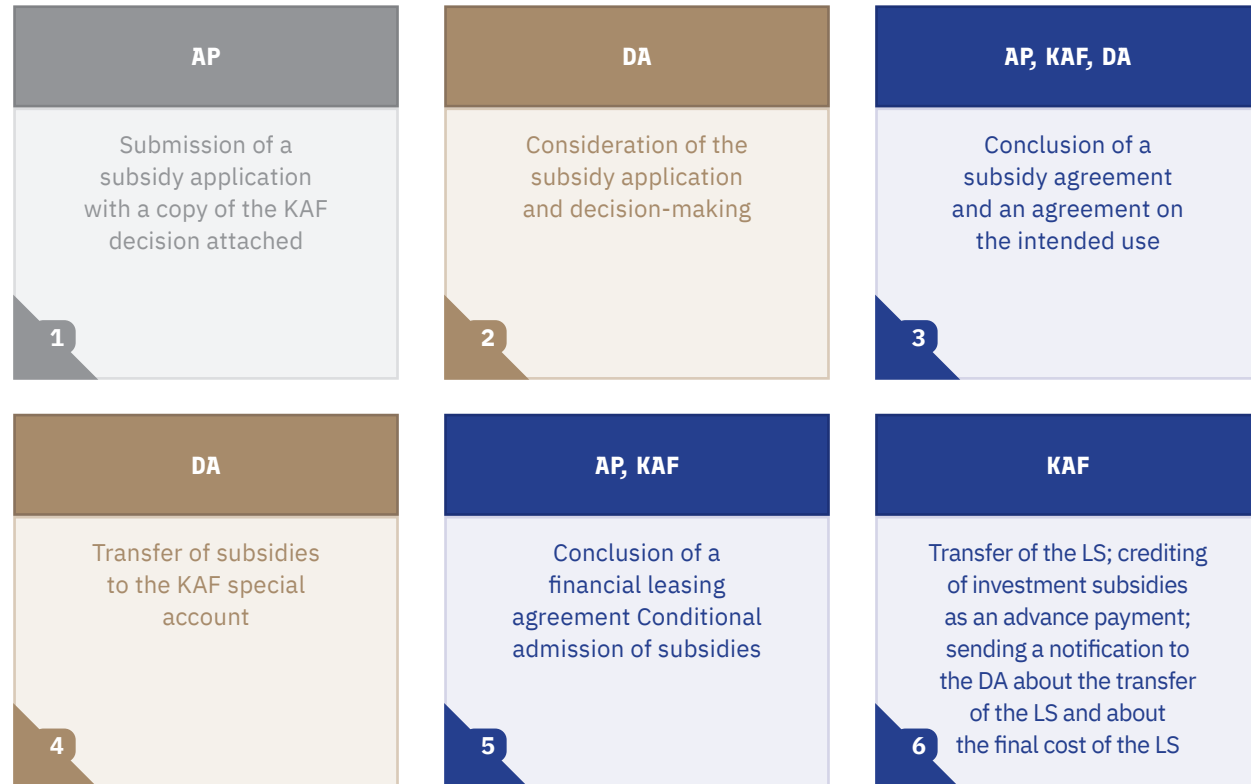 AP
Submission of a
subsidy application
with a copy of the KAF
decision attached
1
DA
Consideration of the
subsidy application
and decision-making
2
AP, KAF, DA
Conclusion of a
subsidy agreement
and an agreement on
the intended use
3
DA
Transfer of subsidies
to the KAF special
account
4
AP, KAF
Conclusion of a
financial leasing
agreement Conditional
admission of subsidies
5
KAF
Transfer of the LS; crediting
of investment subsidies
as an advance payment;
sending a notification to
the DA about the transfer
of the LS and about
the final cost of the LS
6